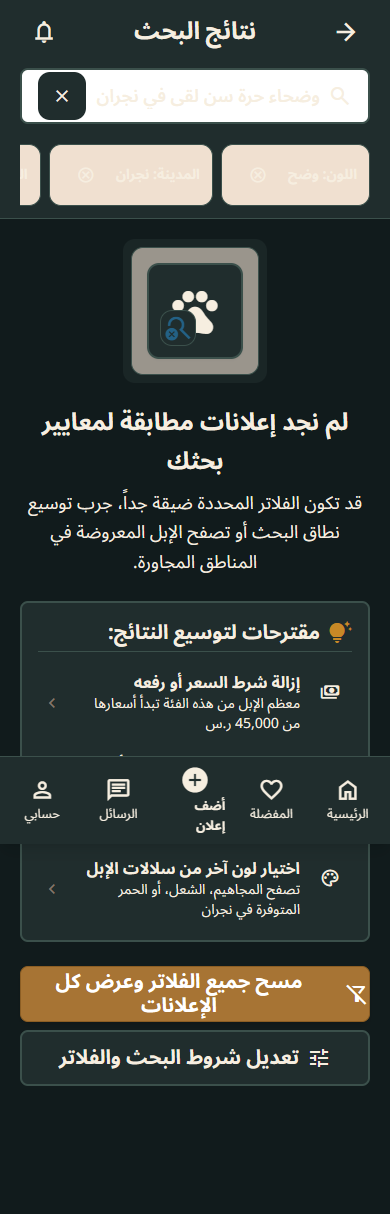 نتائج البحث
وضحاء حرة سن لقى في نجران
اللون: وضح
المدينة: نجران
لم نجد إعلانات مطابقة لمعايير
بحثك
قد تكون الفلاتر المحددة ضيقة جداً، جرب توسيع
نطاق البحث أو تصفح الإبل المعروضة في
المناطق المجاورة.
مقترحات لتوسيع النتائج:
إزالة شرط السعر أو رفعه
معظم الإبل من هذه الفئة تبدأ أسعارها
من 45,000 ر.س
الرئيسية
المفضلة
أضف
إعلان
الرسائل
حسابي
اختيار لون آخر من سلالات الإبل
تصفح المجاهيم، الشعل، أو الحمر
المتوفرة في نجران
مسح جميع الفلاتر وعرض كل
الإعلانات
تعديل شروط البحث والفلاتر